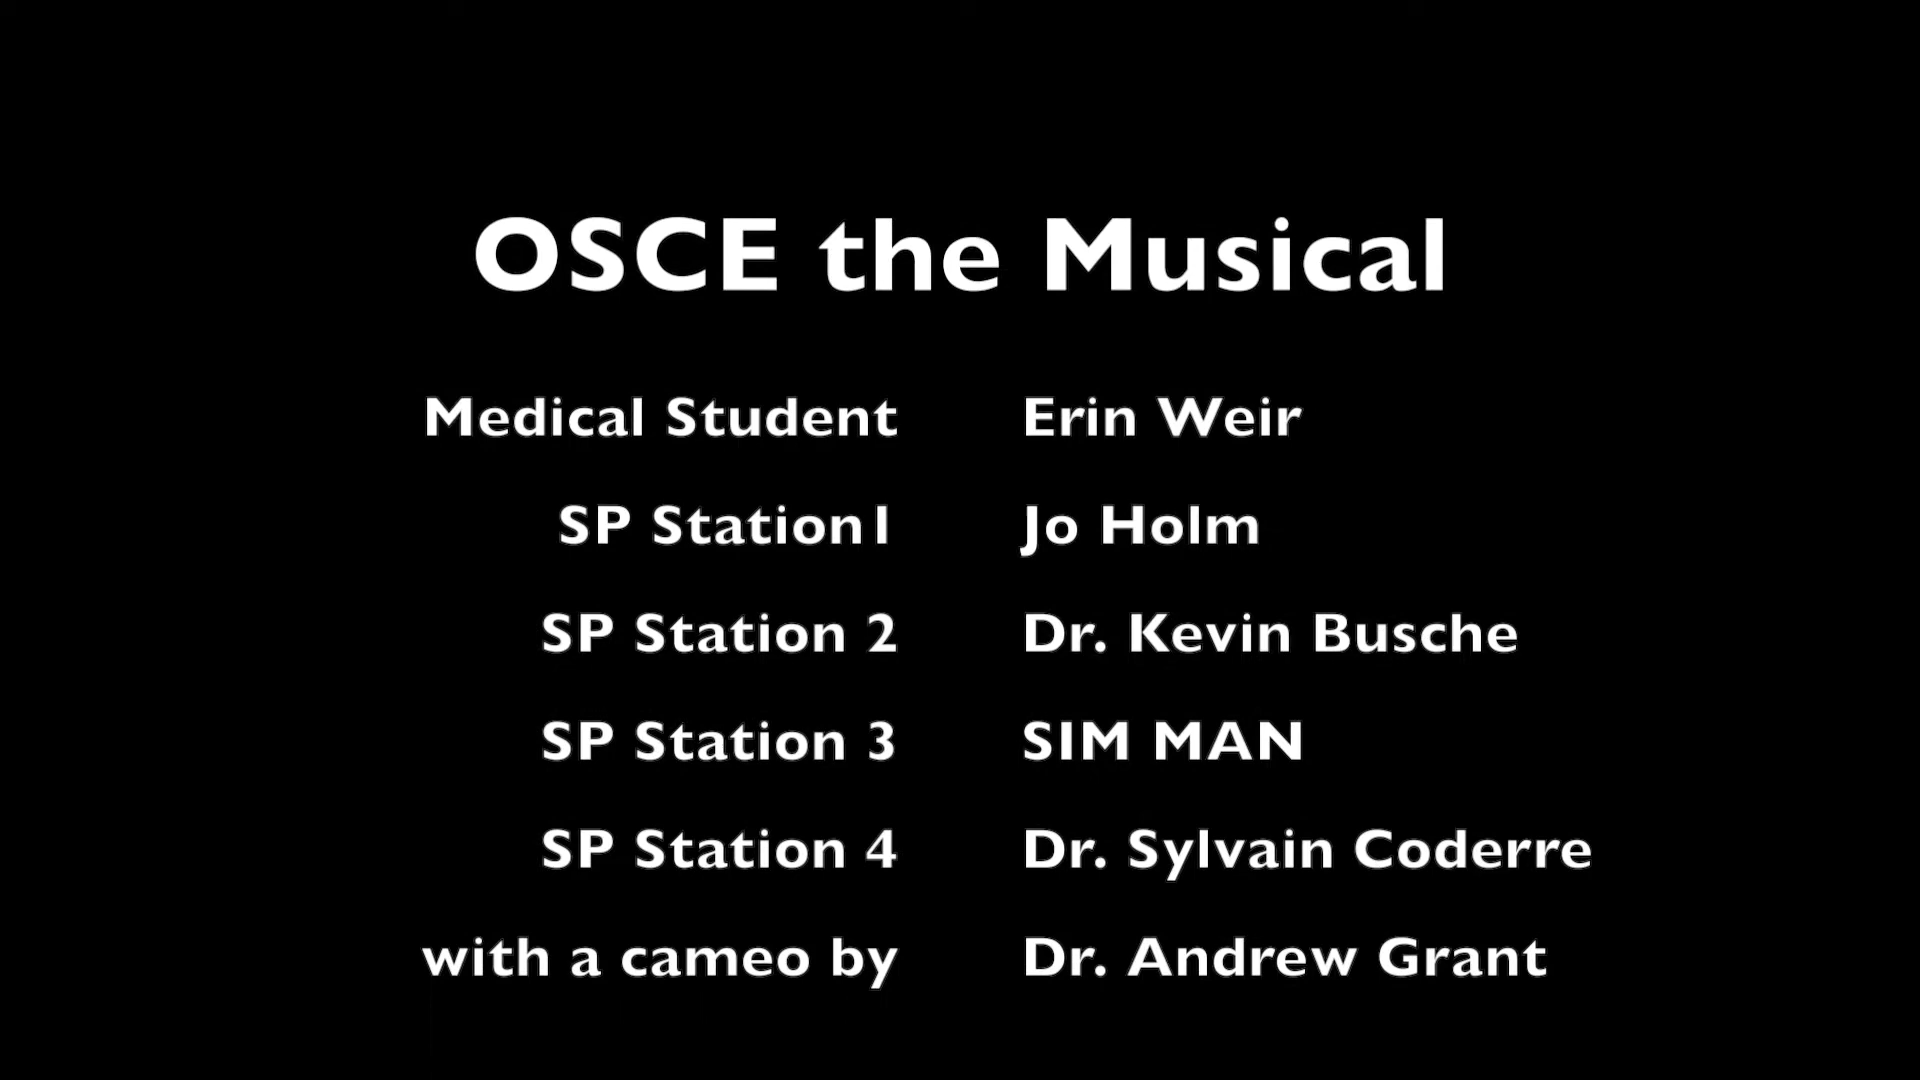 OSCE the Musical
Medical Student Erin Weir
SP Station1 Jo Holm
SP Station 2 Dr. Kevin Busche
SP Station 3 SIM MAN
SP Station 4 Dr. Sylvain Coderre
with a cameo by Dr. Andrew Grant